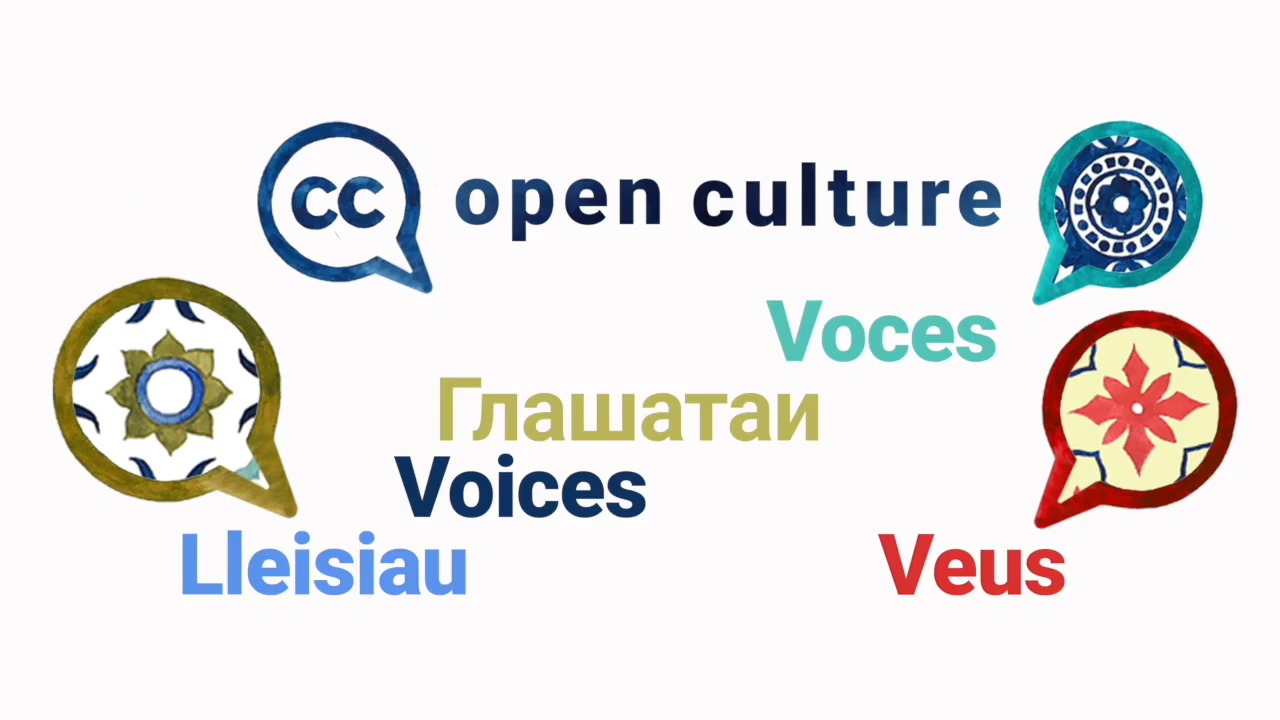 cc open culture
Voces
Глашатаи
Voices
Lleisiau
Veus